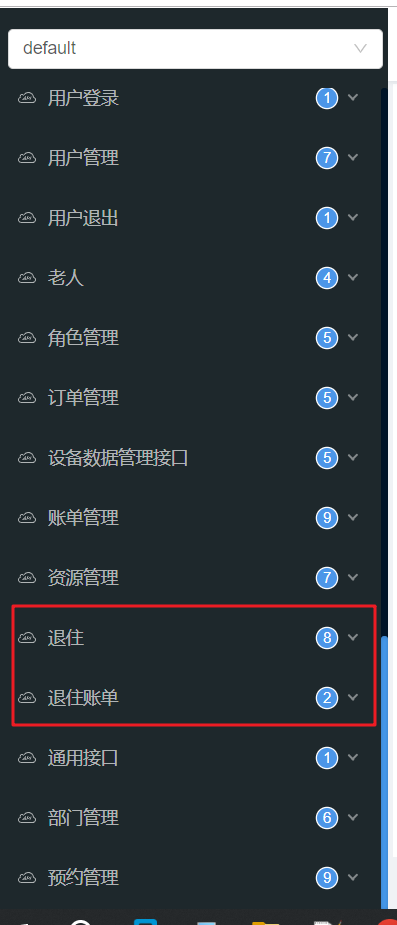 default
用户登录 1
用户管理 7
用户退出 1
老人 4
角色管理 5
订单管理 5
设备数据管理接口 5
账单管理 9
资源管理 7
退住 8
退住账单 2
通用接口 1
部门管理 6
预约管理 9